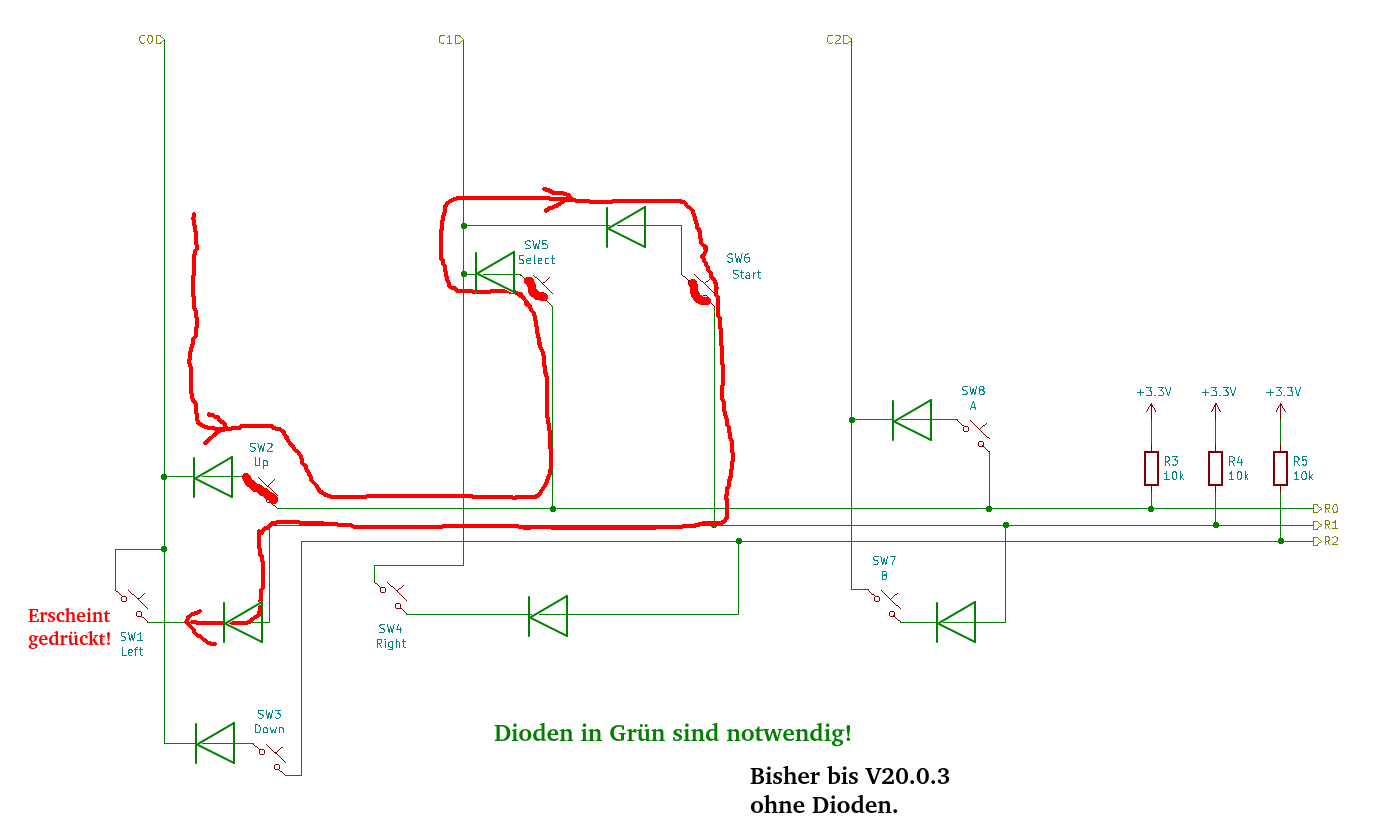 C0
C1
C2
SW5
Select
SW6
Start
SW8
A
+3.3V
+3.3V
+3.3V
SW2
Up
R3
10k
R4
10k
R5
10k
R0
R1
R2
SW7
B
Erscheint
gedrückt!
SW1
Left
SW4
Right
SW3
Down
Dioden in Grün sind notwendig!
Bisher bis V20.0.3
ohne Dioden.